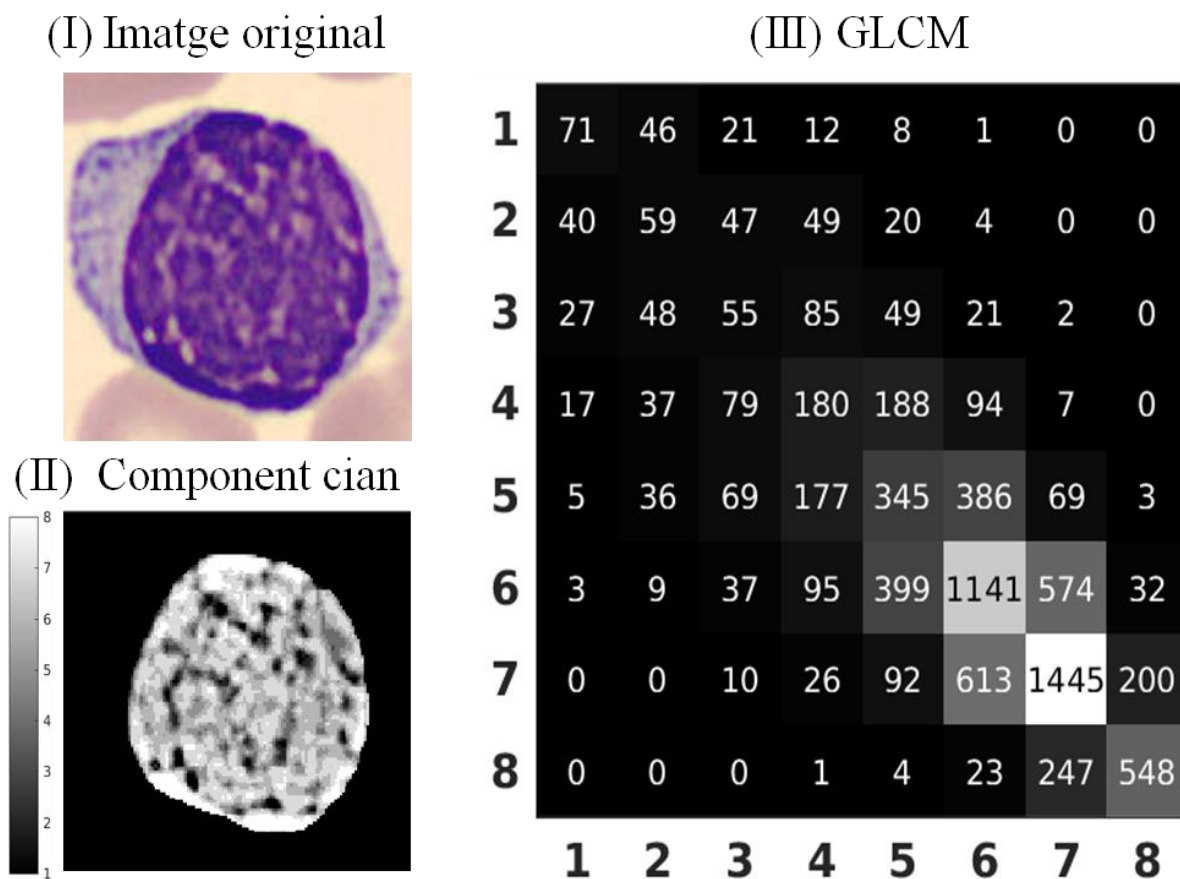 (I) Imatge original
(II) Component cian
8
7
6
5
4
3
2
1
(III) GLCM
1 71 46 21 12 8 1 0 0
2 40 59 47 49 20 4 0 0
3 27 48 55 85 49 21 2 0
4 17 37 79 180 188 94 7 0
5 5 36 69 177 345 386 69 3
6 3 9 37 95 399 1141 574 32
7 0 0 10 26 92 613 1445 200
8 0 0 0 1 4 23 247 548
1 2 3 4 5 6 7 8